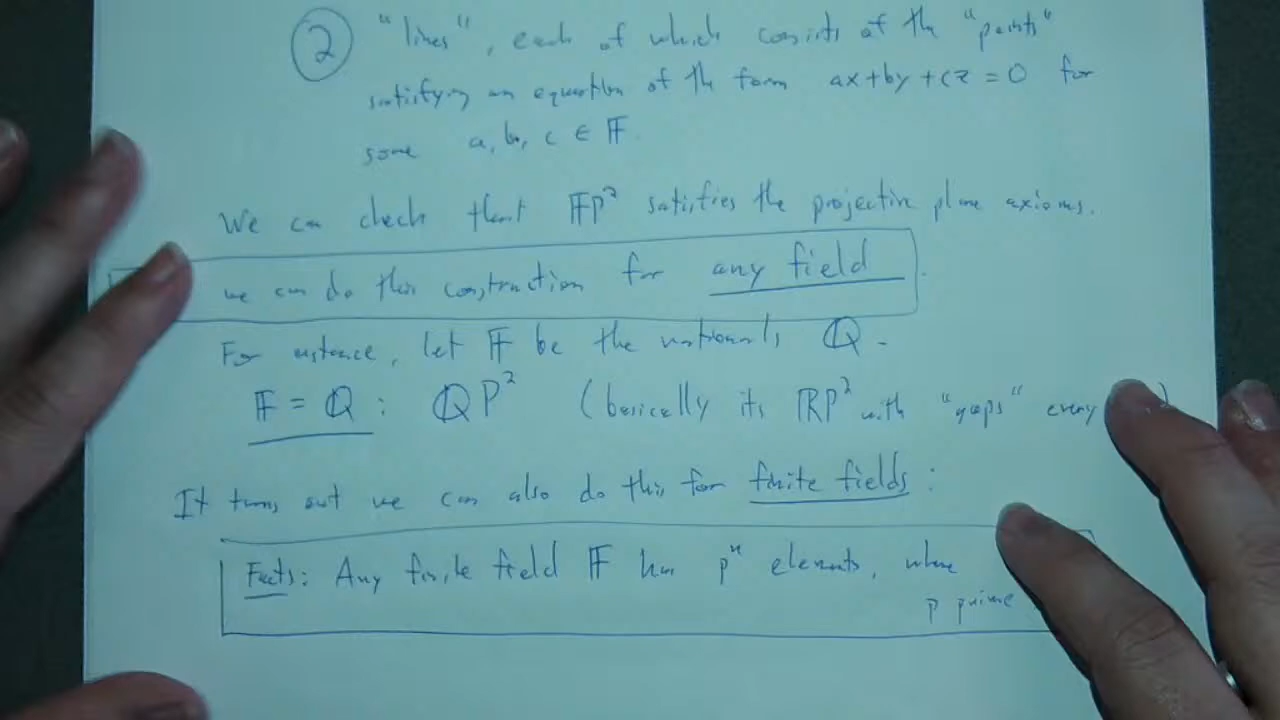 ② "lines", each of which consists of the "points"
satisfying an equation of the form ax+by+cz=0 for
some a, b, c ∈ 𝔽.
We can check that 𝔽P² satisfies the projective plane axioms.
we can do this construction for any field.
For instance, let 𝔽 be the rationals ℚ.
𝔽 = ℚ: ℚP² (basically its ℝP² with "gaps" every )
It turns out we can also do this for finite fields:
Facts: Any finite field 𝔽 has pⁿ elements, where
p prime